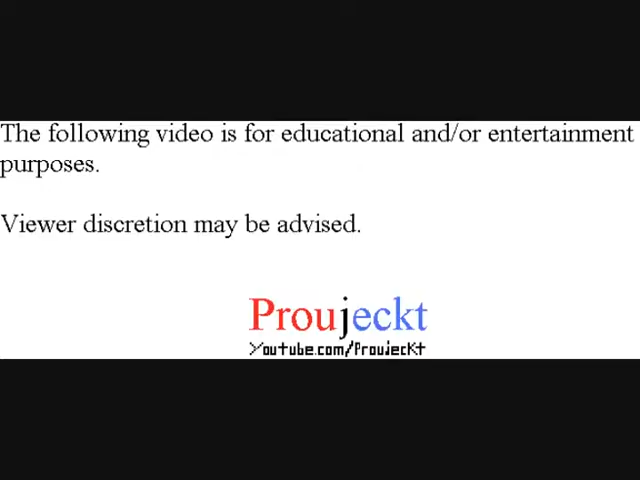 The following video is for educational and/or entertainment
purposes.
Viewer discretion may be advised.
Proujeckt
Youtube.com/ProujecKt